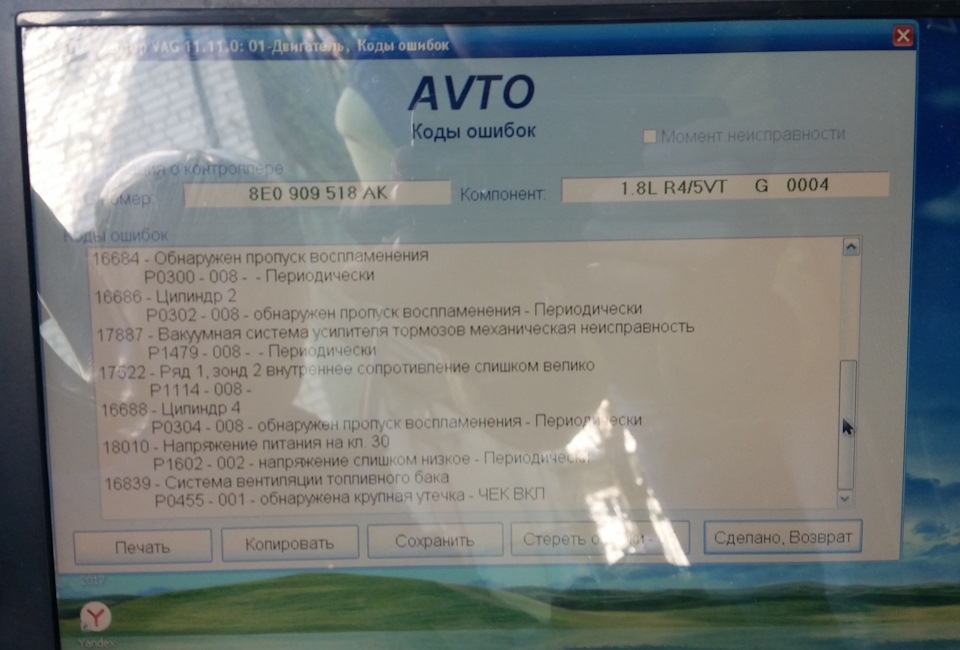 VAG 11.11.0: 01-Двигатель, Коды ошибок
AVTO
Коды ошибок
Момент неисправности
о контроллере
8E0 909 518 AK
Компонент:
1.8L R4/5VT G 0004
Коды ошибок
16684 - Обнаружен пропуск воспламенения
P0300 - 008 - - Периодически
16686 - Цилиндр 2
P0302 - 008 - обнаружен пропуск воспламенения - Периодически
17887 - Вакуумная система усилителя тормозов механическая неисправность
P1479 - 008 - - Периодически
17522 - Ряд 1, зонд 2 внутреннее сопротивление слишком велико
P1114 - 008 -
16688 - Цилиндр 4
P0304 - 008 - обнаружен пропуск воспламенения - Периодически
18010 - Напряжение питания на кл. 30
P1602 - 002 - напряжение слишком низкое - Периодически
16839 - Система вентиляции топливного бака
P0455 - 001 - обнаружена крупная утечка - ЧЕК ВКЛ
Печать
Копировать
Сохранить
Стереть
Сделано, Возврат
2017
Yandex